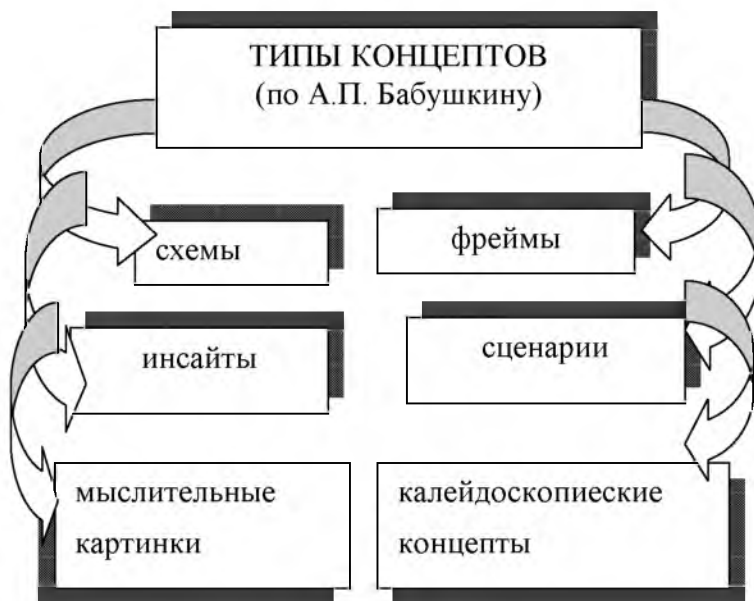 ТИПЫ КОНЦЕПТОВ
(по А.П. Бабушкину)
схемы
фреймы
инсайты
сценарии
мыслительные
картинки
калейдоскопиеские
концепты